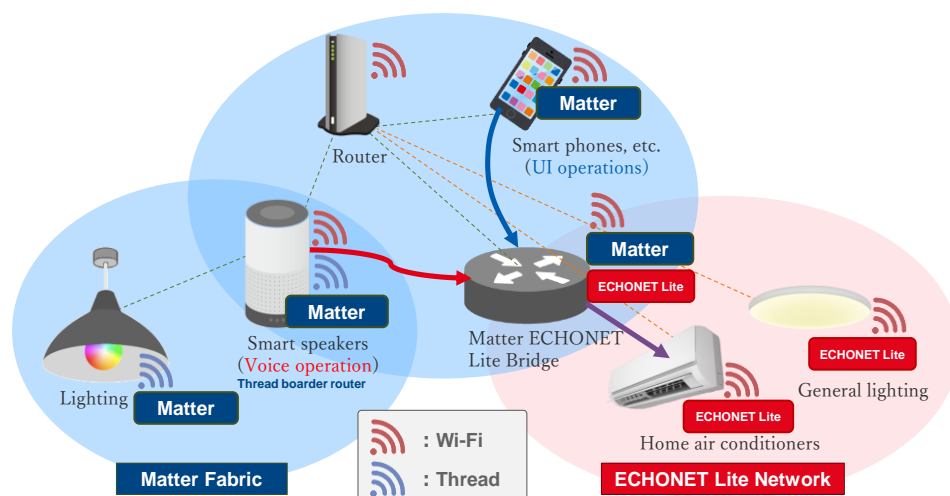 Matter
Smart phones, etc.
(UI operations)
Router
Matter
ECHONET Lite
Matter
Smart speakers
(Voice operation)
Thread boarder router
Matter ECHONET
Lite Bridge
ECHONET Lite
General lighting
Lighting
Matter
ECHONET Lite
Home air conditioners
: Wi-Fi
: Thread
Matter Fabric
ECHONET Lite Network